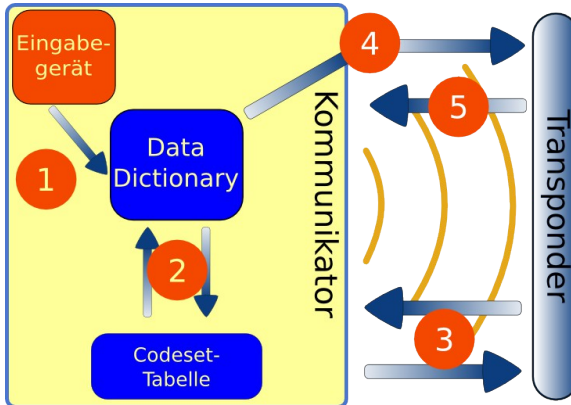 Eingabe-
gerät
1
Data
Dictionary
2
Codeset-
Tabelle
Kommunikator
4
5
3
Transponder